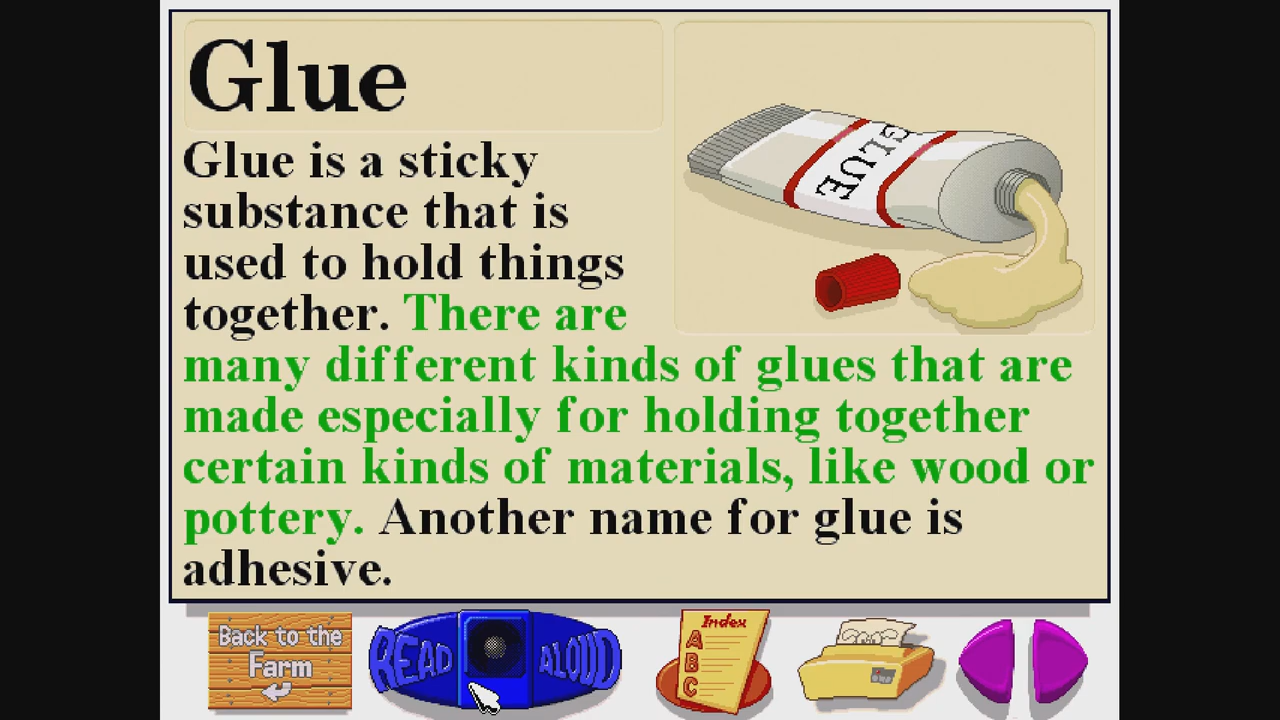 Glue
GLUE
Glue is a sticky
substance that is
used to hold things
together. There are
many different kinds of glues that are
made especially for holding together
certain kinds of materials, like wood or
pottery. Another name for glue is
adhesive.
Back to the
Farm
READ ALOUD
Index
A
B
C